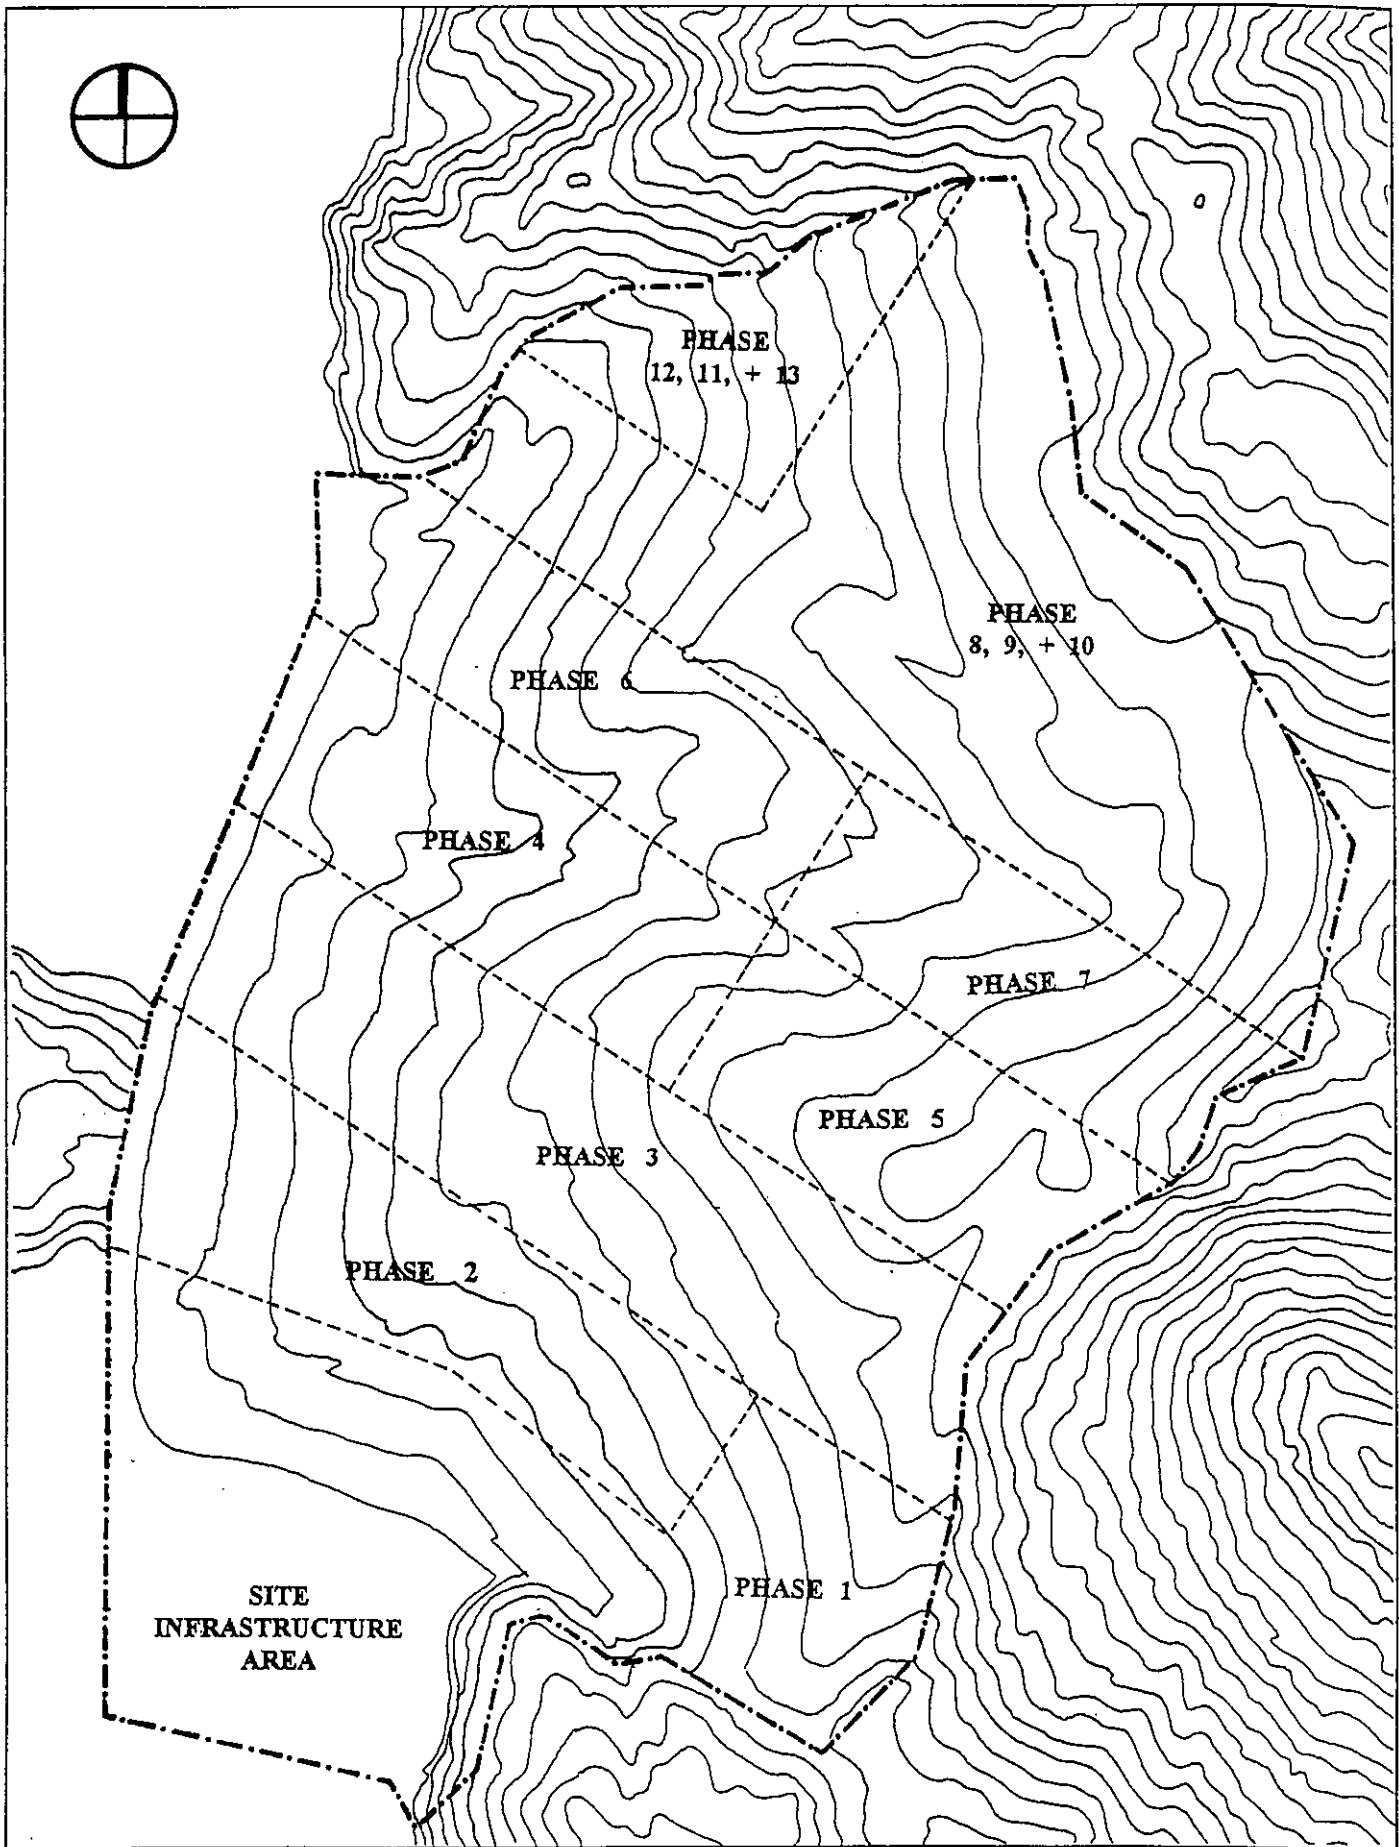 PHASE
12, 11, + 13
PHASE
8, 9, + 10
PHASE 6
PHASE 4
PHASE 7
PHASE 5
PHASE 3
PHASE 2
PHASE 1
SITE
INFRASTRUCTURE
AREA